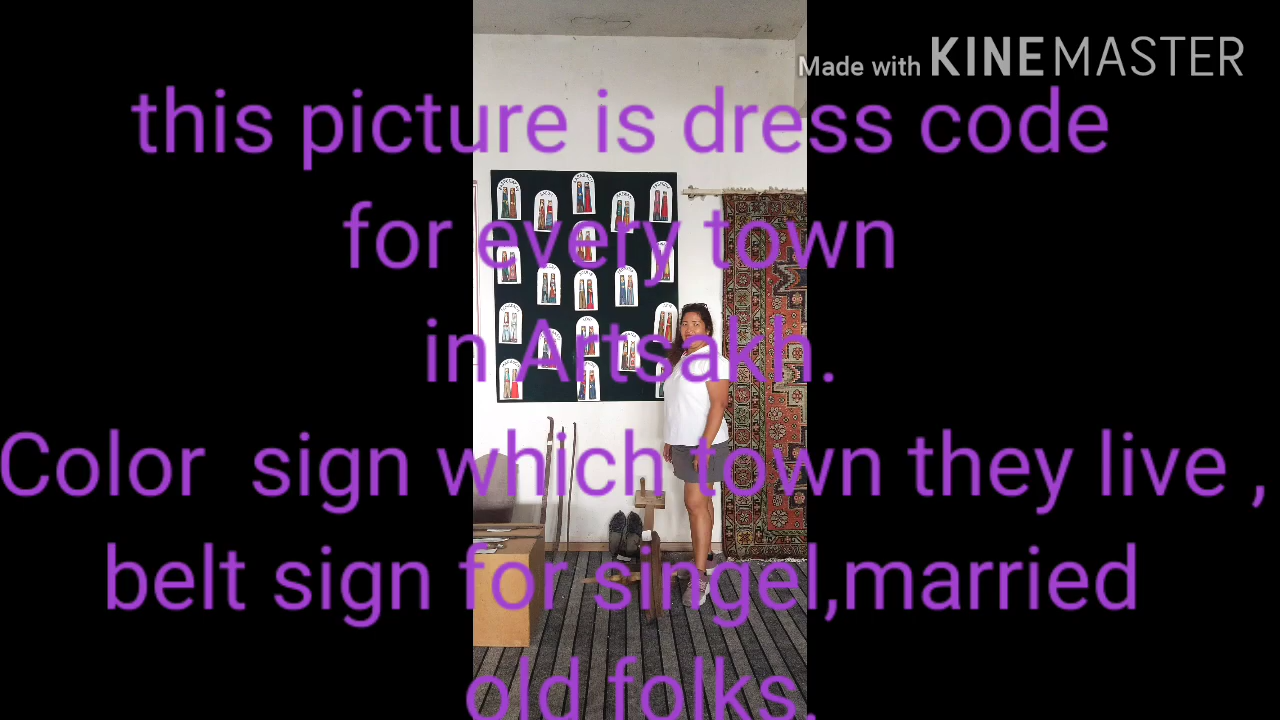 Made with KINEMASTER
this picture is dress code
for every town
in Artsakh.
Color  sign which town they live ,
belt sign for singel,married
old folks.